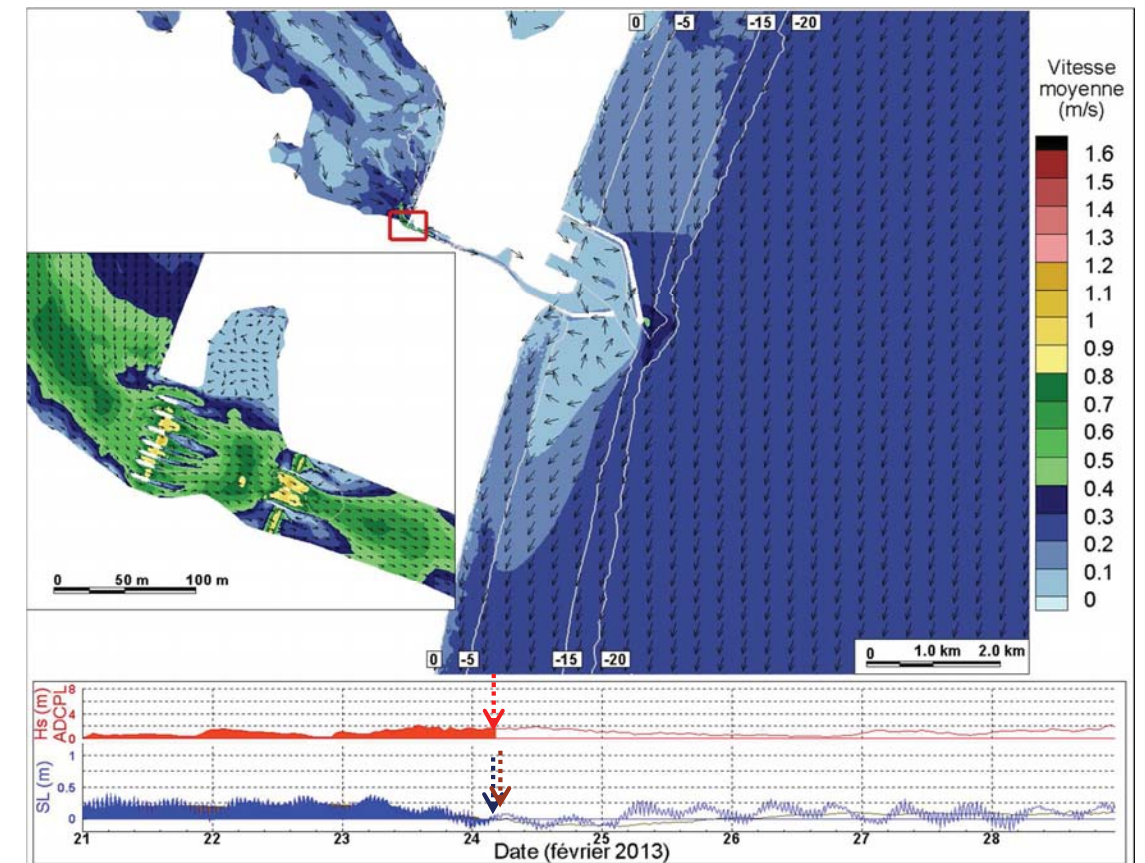 0 -5 -15 -20
Vitesse
moyenne
(m/s)
1.6
1.5
1.4
1.3
1.2
1.1
1
0.9
0.8
0.7
0.6
0.5
0.4
0.3
0.2
0.1
0
0 50 m 100 m
0 1.0 km 2.0 km
0 -5 -15 -20
Hs (m)
ADCPL
8
4
0
SL (m)
1
0.5
0
21 22 23 24 25 26 27 28
Date (février 2013)